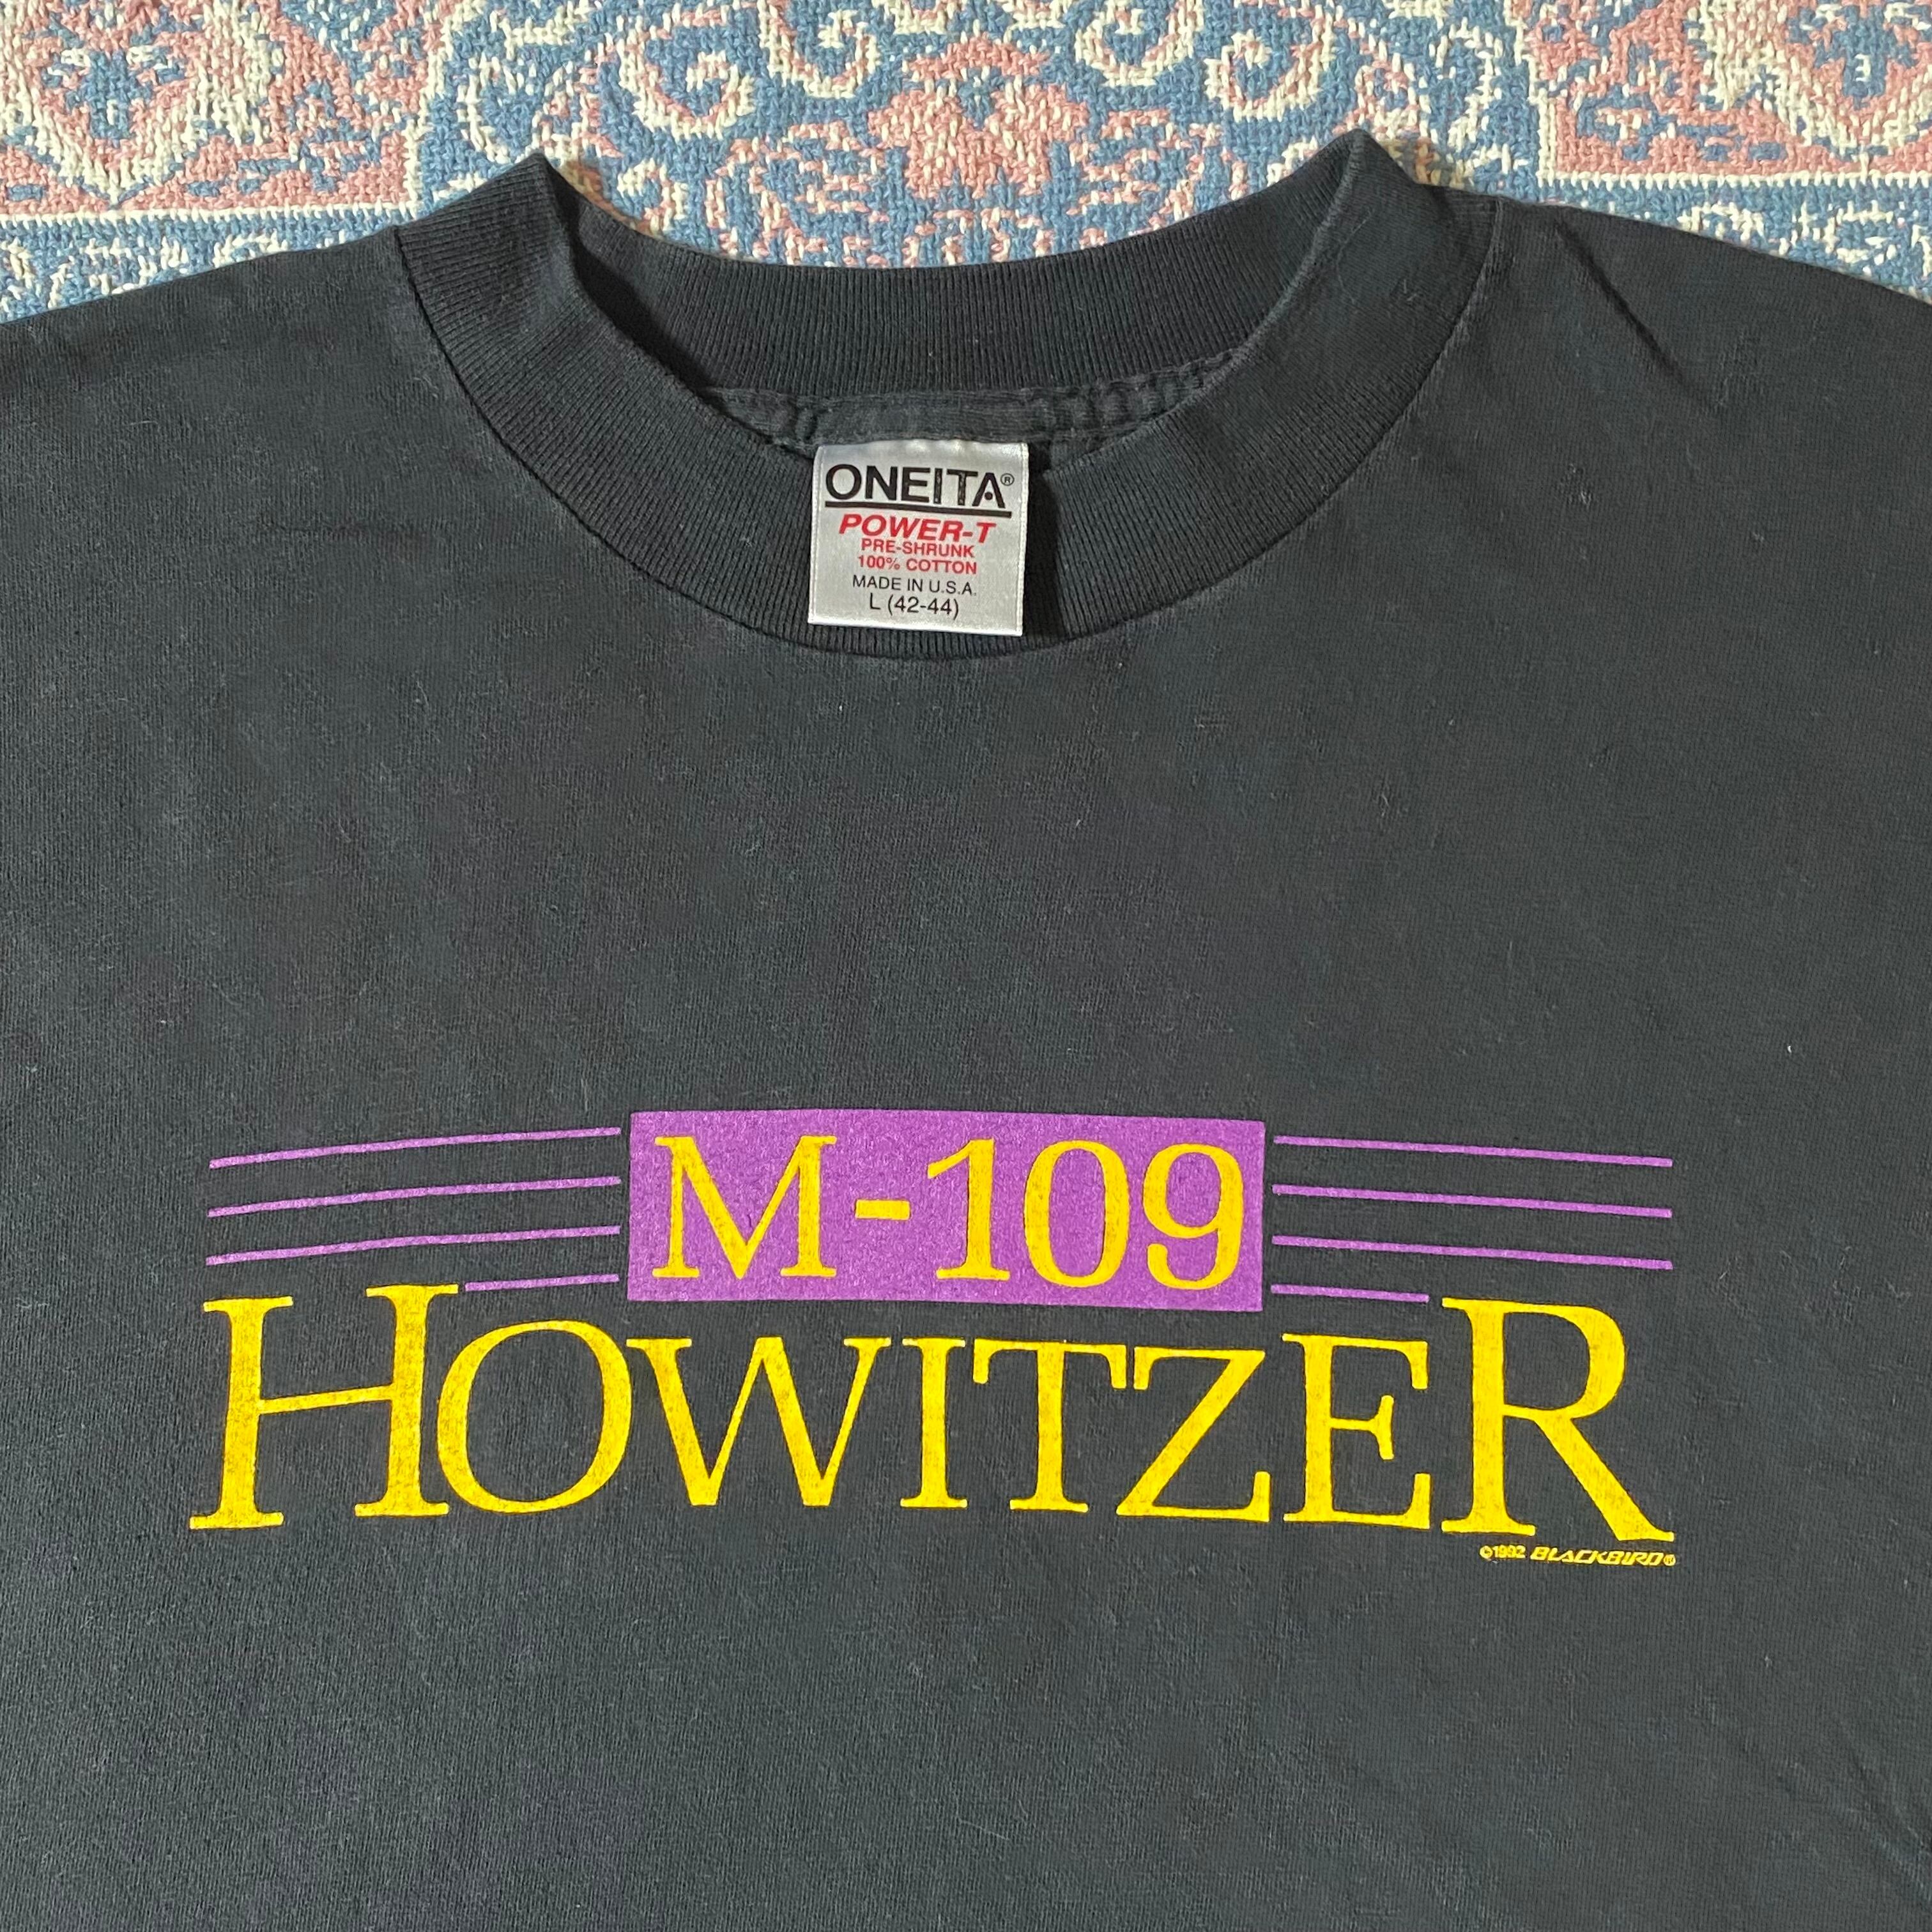 ONEITA®
POWER-T
PRE-SHRUNK
100% COTTON
MADE IN U.S.A.
L (42-44)
M-109
HOWITZER
©1992 BLACKBIRD®